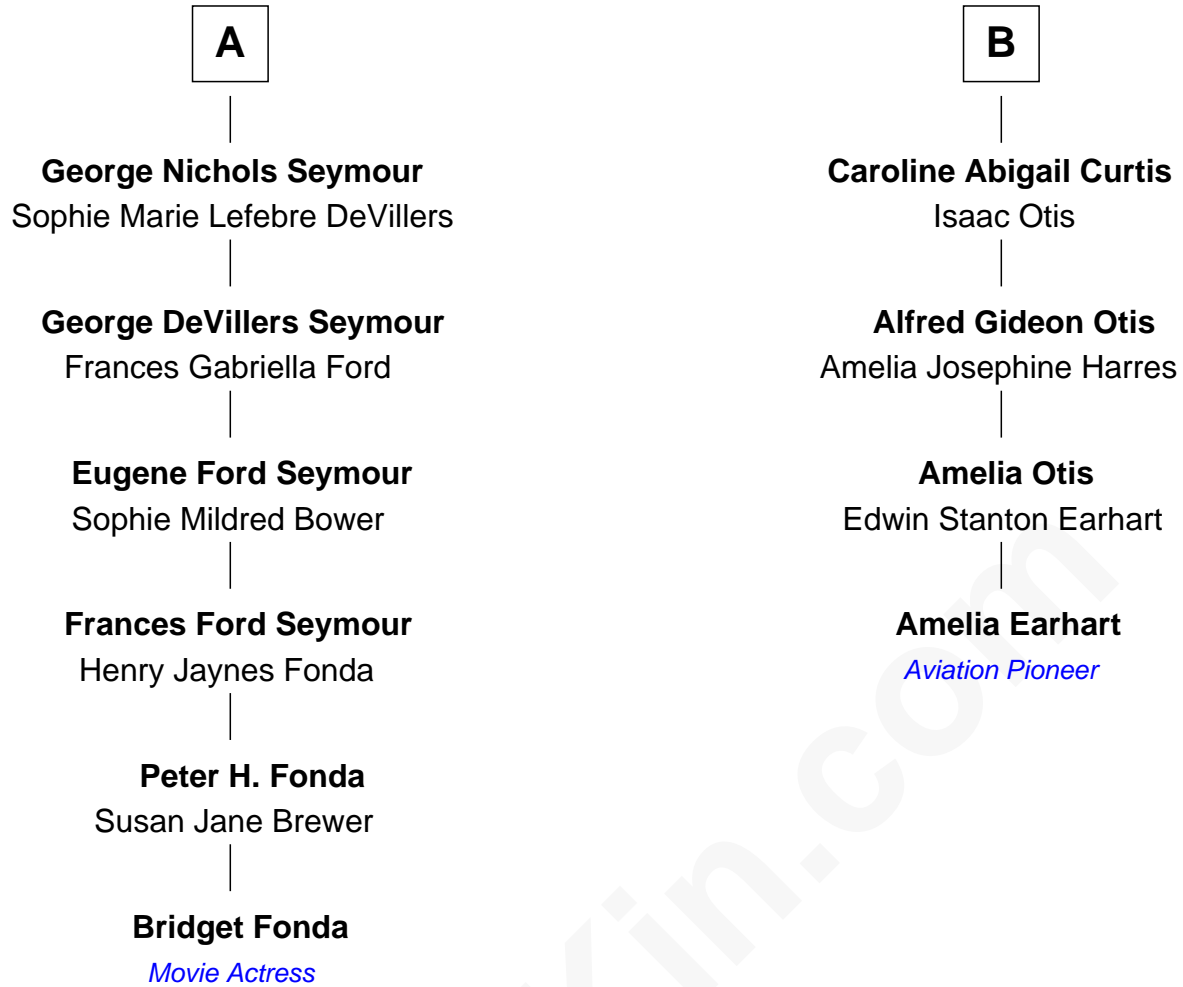 A
George Nichols Seymour
Sophie Marie Lefebre DeVillers
George DeVillers Seymour
Frances Gabriella Ford
Eugene Ford Seymour
Sophie Mildred Bower
Frances Ford Seymour
Henry Jaynes Fonda
Peter H. Fonda
Susan Jane Brewer
Bridget Fonda
Movie Actress
B
Caroline Abigail Curtis
Isaac Otis
Alfred Gideon Otis
Amelia Josephine Harres
Amelia Otis
Edwin Stanton Earhart
Amelia Earhart
Aviation Pioneer
Kin.com